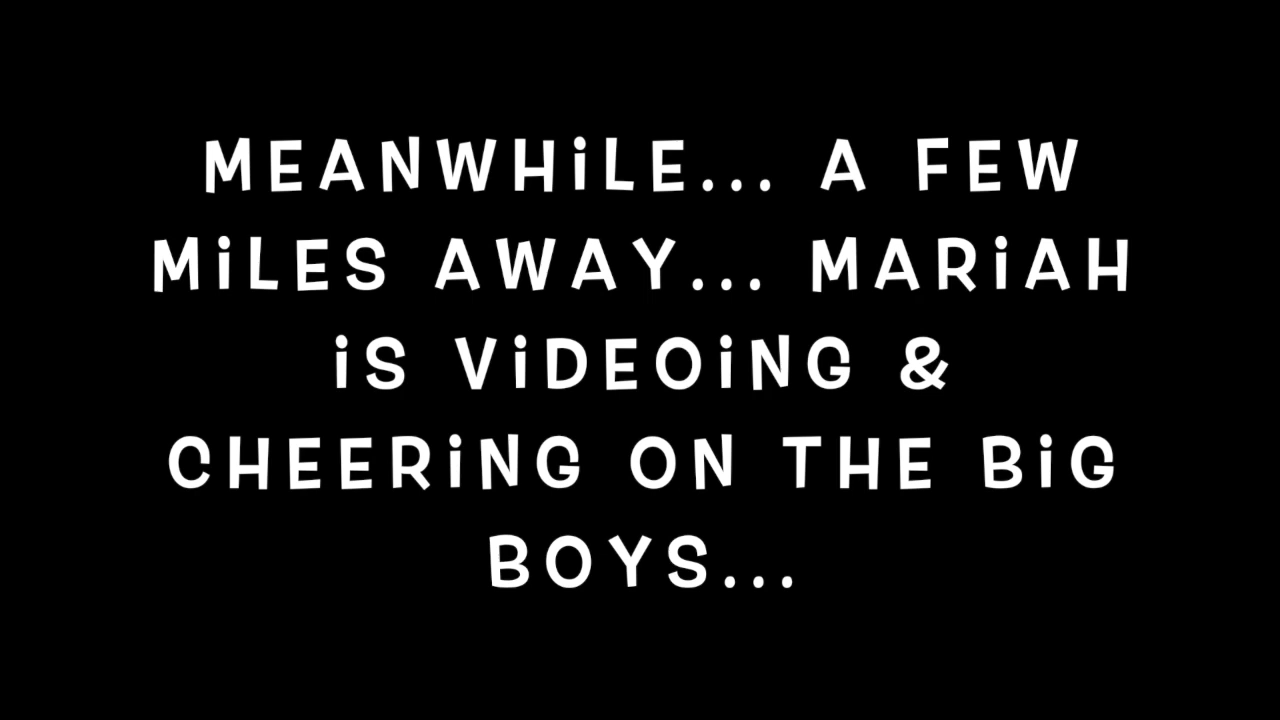 MEANWHiLE... A FEW
MiLES AWAY... MARiAH
iS ViDEOiNG &
CHEERiNG ON THE BiG
BOYS...